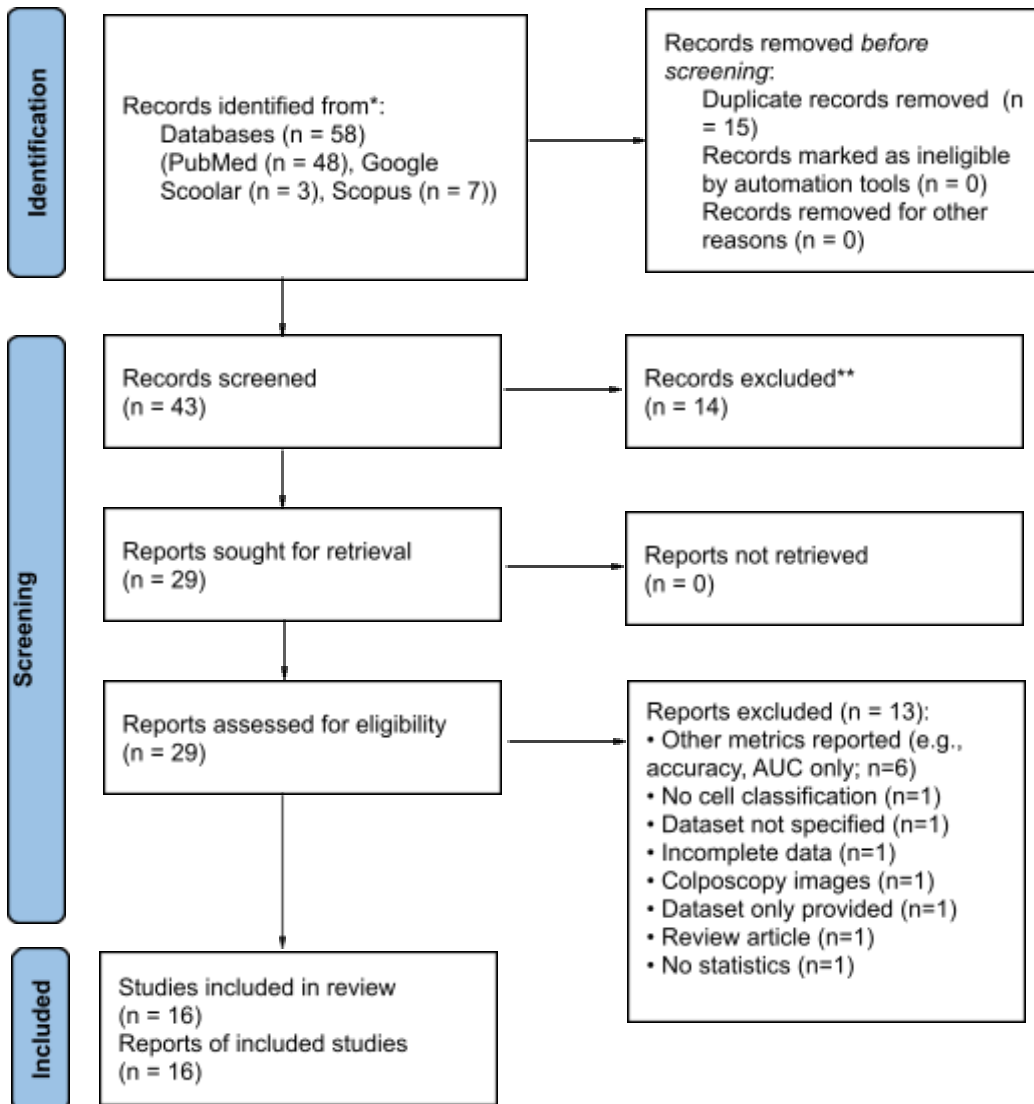 Identification
Records identified from*:
Databases (n = 58)
(PubMed (n = 48), Google
Scoolar (n = 3), Scopus (n = 7))
Records removed before
screening:
Duplicate records removed (n
= 15)
Records marked as ineligible
by automation tools (n = 0)
Records removed for other
reasons (n = 0)
Screening
Records screened
(n = 43)
Records excluded**
(n = 14)
Reports sought for retrieval
(n = 29)
Reports not retrieved
(n = 0)
Reports assessed for eligibility
(n = 29)
Reports excluded (n = 13):
• Other metrics reported (e.g.,
accuracy, AUC only; n=6)
• No cell classification (n=1)
• Dataset not specified (n=1)
• Incomplete data (n=1)
• Colposcopy images (n=1)
• Dataset only provided (n=1)
• Review article (n=1)
• No statistics (n=1)
Included
Studies included in review
(n = 16)
Reports of included studies
(n = 16)